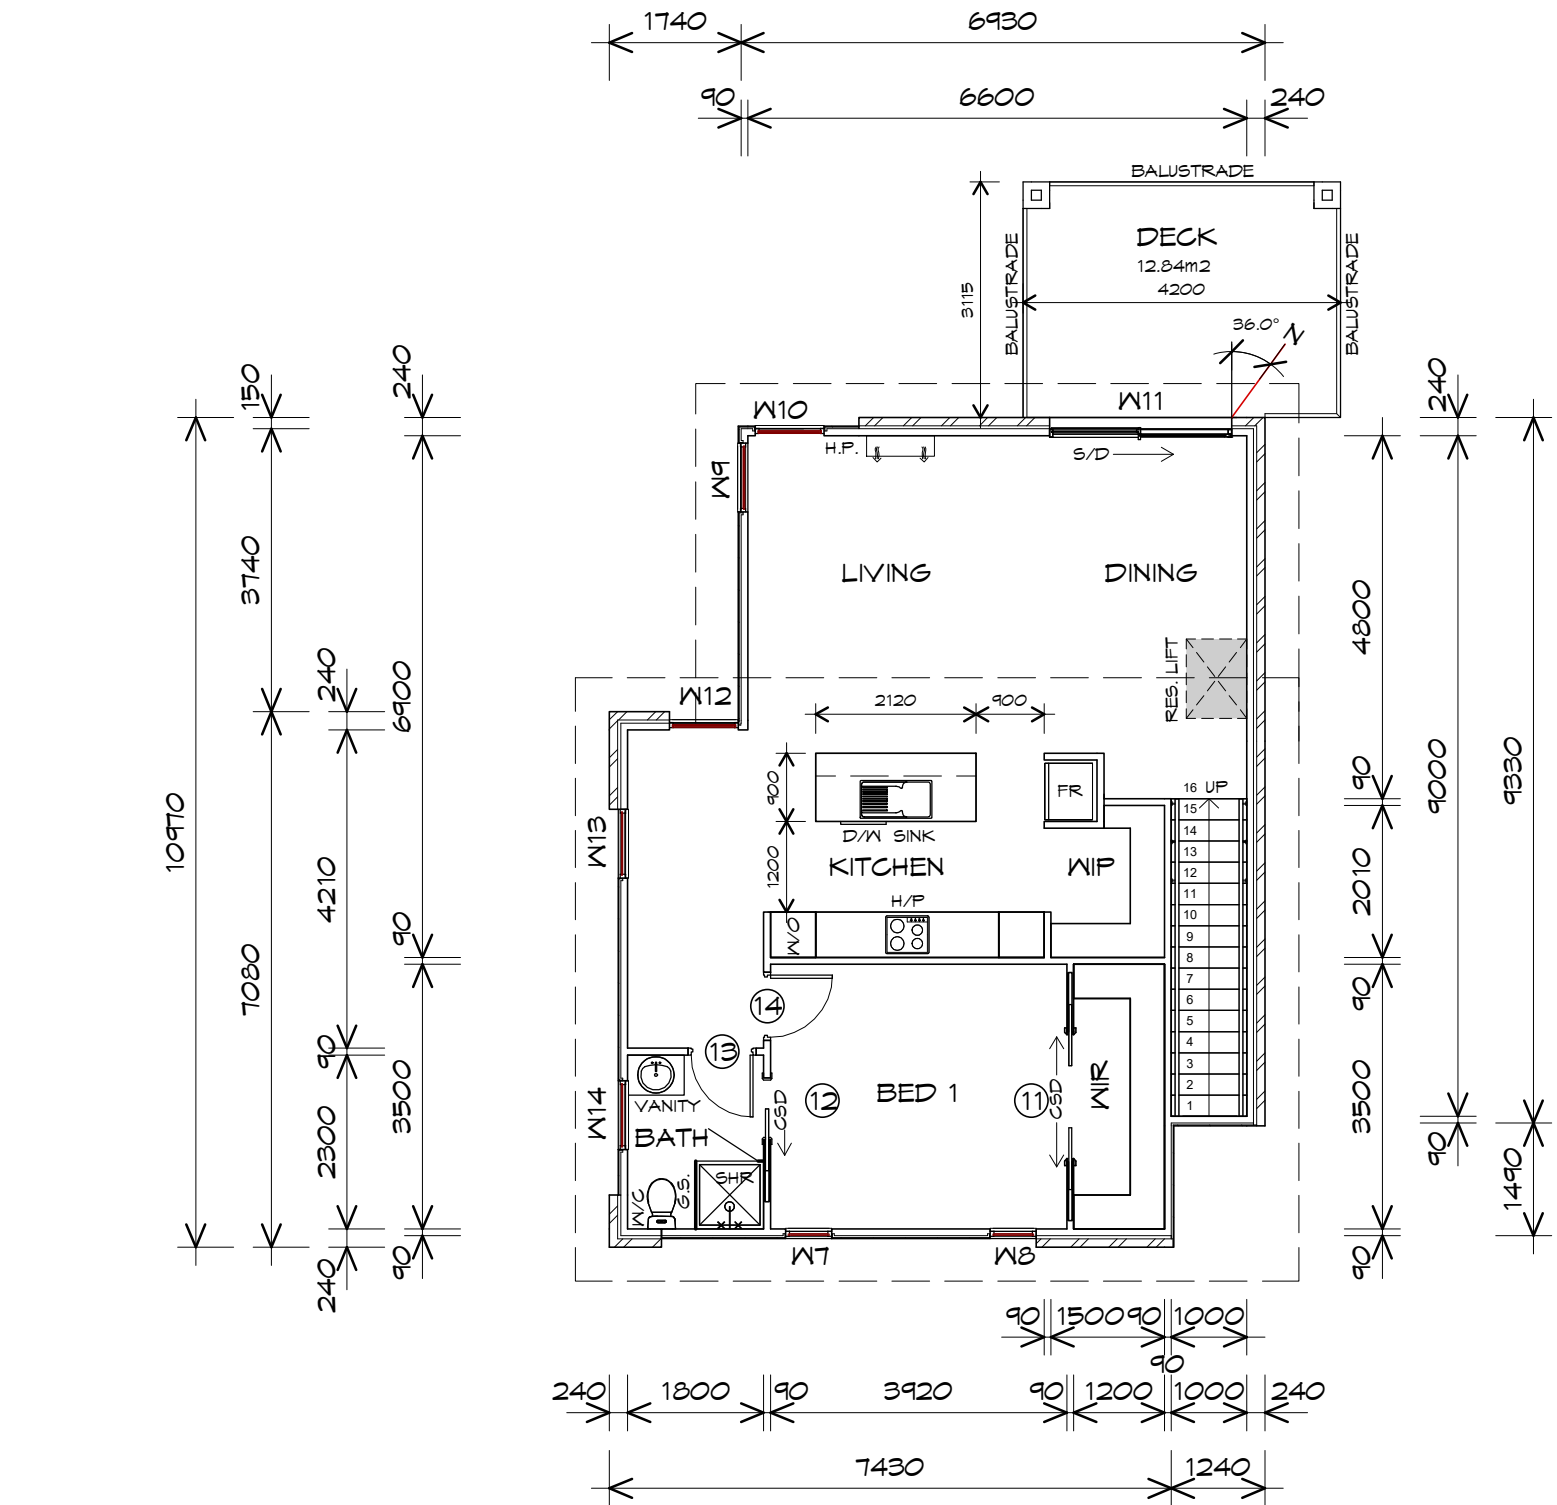 1740
6930
90
6600
240
BALUSTRADE
DECK
12.84m2
4200
BALUSTRADE
BALUSTRADE
3115
36.0°
N
240
150
240
W10
W11
H.P.
S/D
W9
3740
LIVING
DINING
4800
10970
240
6900
W12
RES. LIFT
2120
900
9000
9330
900
FR
16 UP
15
14
13
12
11
10
9
8
7
6
5
4
3
2
1
90
W13
D/W SINK
KITCHEN
WIP
1200
H/P
W/O
4210
2010
90
7080
90
14
13
90
3500
VANITY
BATH
W14
CSD
12
BED 1
11
CSD
WIR
3500
2300
SHR
G.S.
W/C
90
1490
W7
W8
240
90
90
90
1500
90
1000
90
240
1800
90
3920
90
1200
1000
240
7430
1240